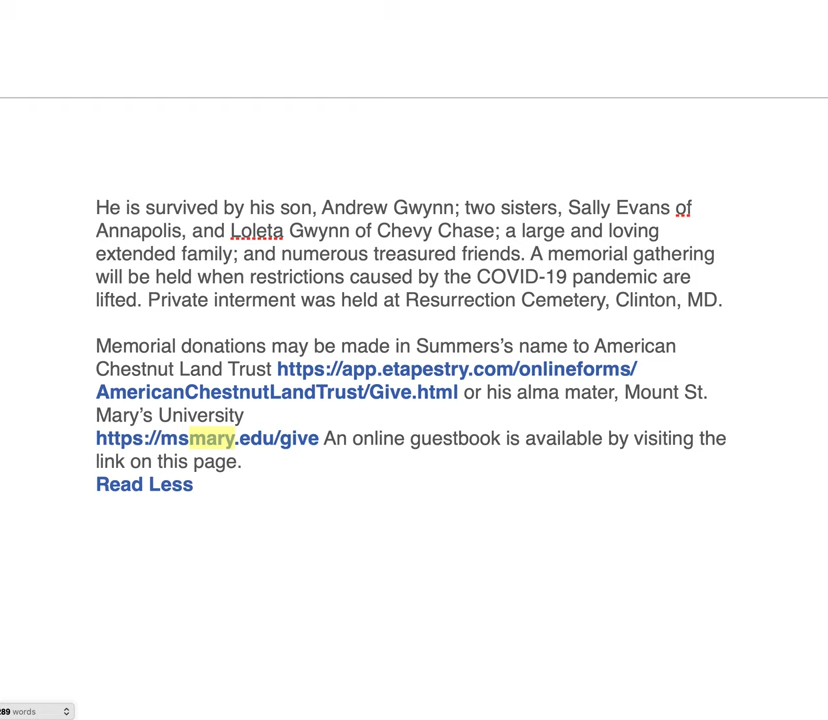 He is survived by his son, Andrew Gwynn; two sisters, Sally Evans of
Annapolis, and Loleta Gwynn of Chevy Chase; a large and loving
extended family; and numerous treasured friends. A memorial gathering
will be held when restrictions caused by the COVID-19 pandemic are
lifted. Private interment was held at Resurrection Cemetery, Clinton, MD.
Memorial donations may be made in Summers’s name to American
Chestnut Land Trust https://app.etapestry.com/onlineforms/
AmericanChestnutLandTrust/Give.html or his alma mater, Mount St.
Mary’s University
https://msmary.edu/give An online guestbook is available by visiting the
link on this page.
Read Less
289 words